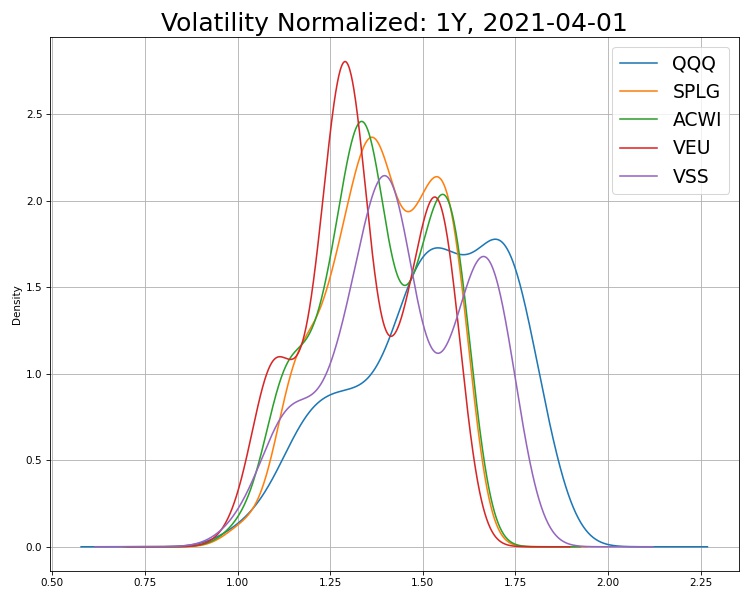 Volatility Normalized: 1Y, 2021-04-01
QQQ
SPLG
ACWI
VEU
VSS
Density
2.5
2.0
1.5
1.0
0.5
0.0
0.50 0.75 1.00 1.25 1.50 1.75 2.00 2.25